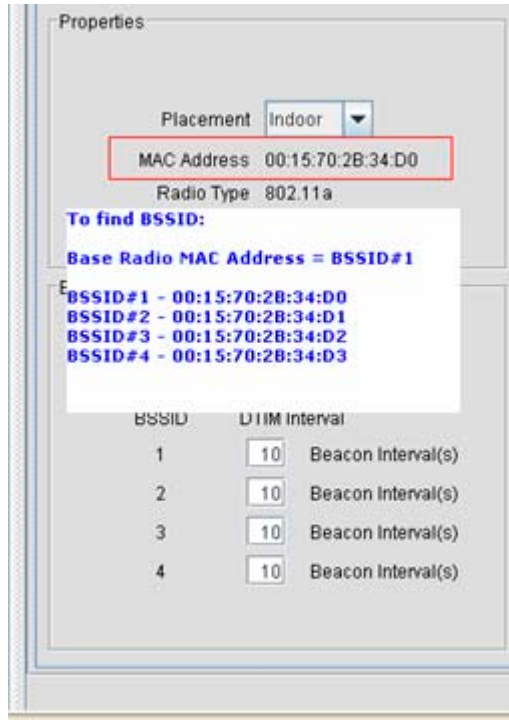 Properties
Placement Indoor
MAC Address 00:15:70:2B:34:D0
Radio Type 802.11a
To find BSSID:
Base Radio MAC Address = BSSID#1
BSSID#1 - 00:15:70:2B:34:D0
BSSID#2 - 00:15:70:2B:34:D1
BSSID#3 - 00:15:70:2B:34:D2
BSSID#4 - 00:15:70:2B:34:D3
BSSID DTIM Interval
1 10 Beacon Interval(s)
2 10 Beacon Interval(s)
3 10 Beacon Interval(s)
4 10 Beacon Interval(s)